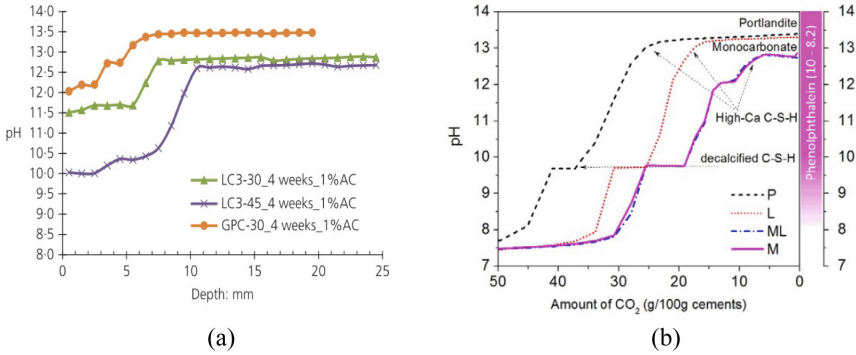 13·5
13·0
12·5
12·0
11·5
11·0
10·5
10·0
9·5
9·0
8·5
8·0
pH
0
5
10
15
20
25
Depth: mm
LC3-30_4 weeks_1%AC
LC3-45_4 weeks_1%AC
GPC-30_4 weeks_1%AC
(a)
14
13
12
11
10
9
8
7
pH
50
40
30
20
10
0
Amount of CO₂ (g/100g cements)
Portlandite
Monocarbonate
High-Ca C-S-H
decalcified C-S-H
P
L
ML
M
Phenolphthalein (10 - 8.2)
14
13
12
11
10
9
8
7
(b)